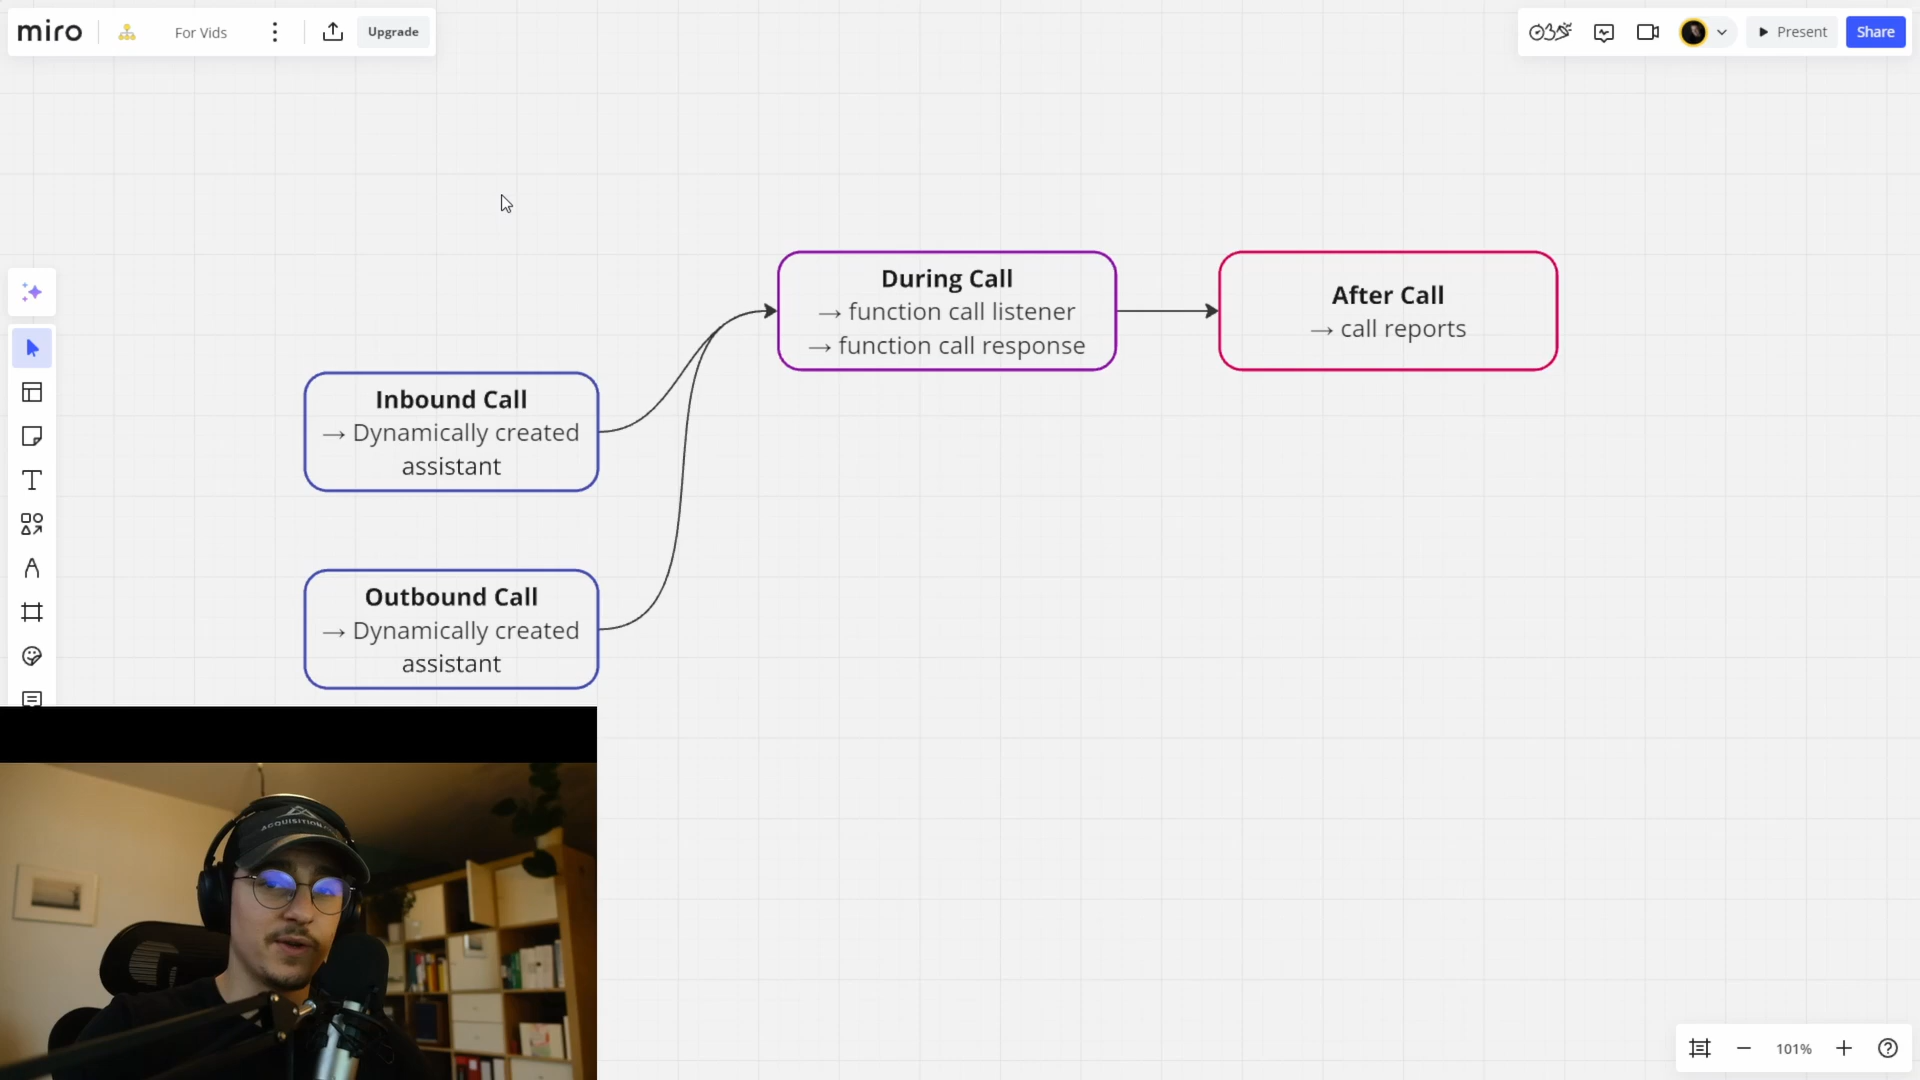 miro
For Vids
Upgrade
Present
Share
During Call
→ function call listener
→ function call response
After Call
→ call reports
Inbound Call
→ Dynamically created
assistant
Outbound Call
→ Dynamically created
assistant
101%